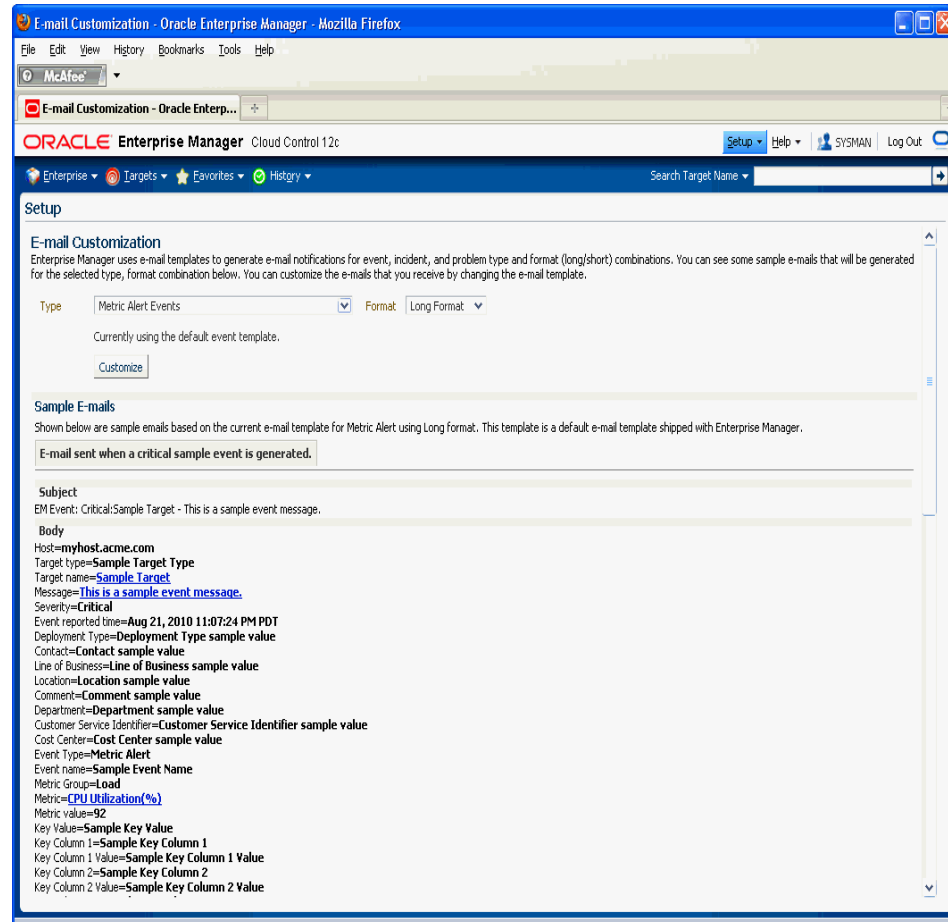 E-mail Customization - Oracle Enterprise Manager - Mozilla Firefox
File Edit View History Bookmarks Tools Help
McAfee
E-mail Customization - Oracle Enterp...
ORACLE Enterprise Manager Cloud Control 12c Setup Help SYSMAN Log Out
Enterprise Targets Favorites History Search Target Name
Setup
E-mail Customization
Enterprise Manager uses e-mail templates to generate e-mail notifications for event, incident, and problem type and format (long/short) combinations. You can see some sample e-mails that will be generated
for the selected type, format combination below. You can customize the e-mails that you receive by changing the e-mail template.
Type Metric Alert Events Format Long Format
Currently using the default event template.
Customize
Sample E-mails
Shown below are sample emails based on the current e-mail template for Metric Alert using Long format. This template is a default e-mail template shipped with Enterprise Manager.
E-mail sent when a critical sample event is generated.
Subject
EM Event: Critical:Sample Target - This is a sample event message.
Body
Host=myhost.acme.com
Target type=Sample Target Type
Target name=Sample Target
Message=This is a sample event message.
Severity=Critical
Event reported time=Aug 21, 2010 11:07:24 PM PDT
Deployment Type=Deployment Type sample value
Contact=Contact sample value
Line of Business=Line of Business sample value
Location=Location sample value
Comment=Comment sample value
Department=Department sample value
Customer Service Identifier=Customer Service Identifier sample value
Cost Center=Cost Center sample value
Event Type=Metric Alert
Event name=Sample Event Name
Metric Group=Load
Metric=CPU Utilization(%)
Metric value=92
Key Value=Sample Key Value
Key Column 1=Sample Key Column 1
Key Column 1 Value=Sample Key Column 1 Value
Key Column 2=Sample Key Column 2
Key Column 2 Value=Sample Key Column 2 Value